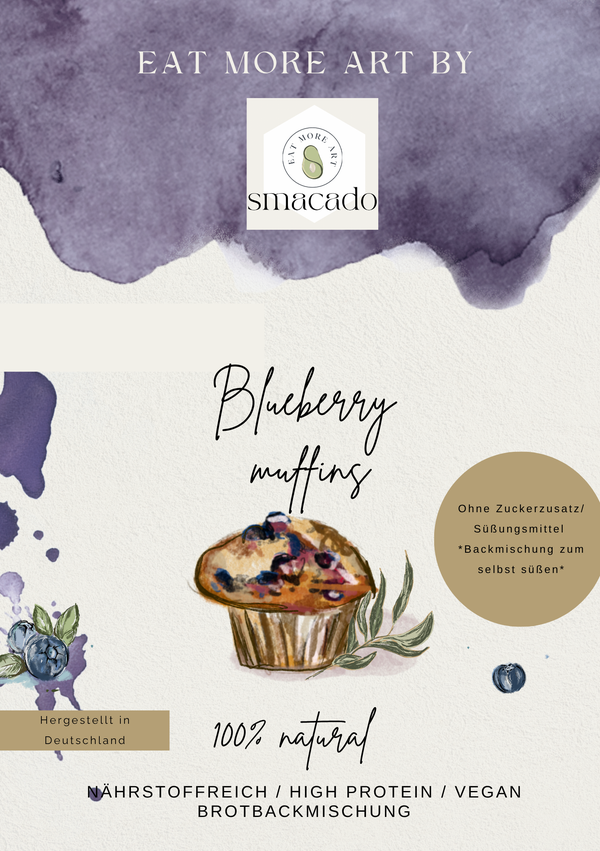 EAT MORE ART BY
EAT MORE ART
smacado
Blueberry
muffins
Ohne Zuckerzusatz/
Süßungsmittel
*Backmischung zum
selbst süßen*
Hergestellt in
Deutschland
100% natural
NÄHRSTOFFREICH / HIGH PROTEIN / VEGAN
BROTBACKMISCHUNG